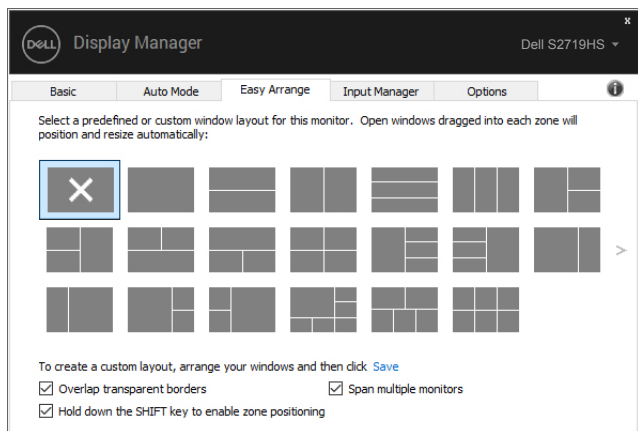 x
DELL Display Manager Dell S2719HS
Basic Auto Mode Easy Arrange Input Manager Options i
Select a predefined or custom window layout for this monitor. Open windows dragged into each zone will
position and resize automatically:
>
To create a custom layout, arrange your windows and then click Save
Overlap transparent borders Span multiple monitors
Hold down the SHIFT key to enable zone positioning